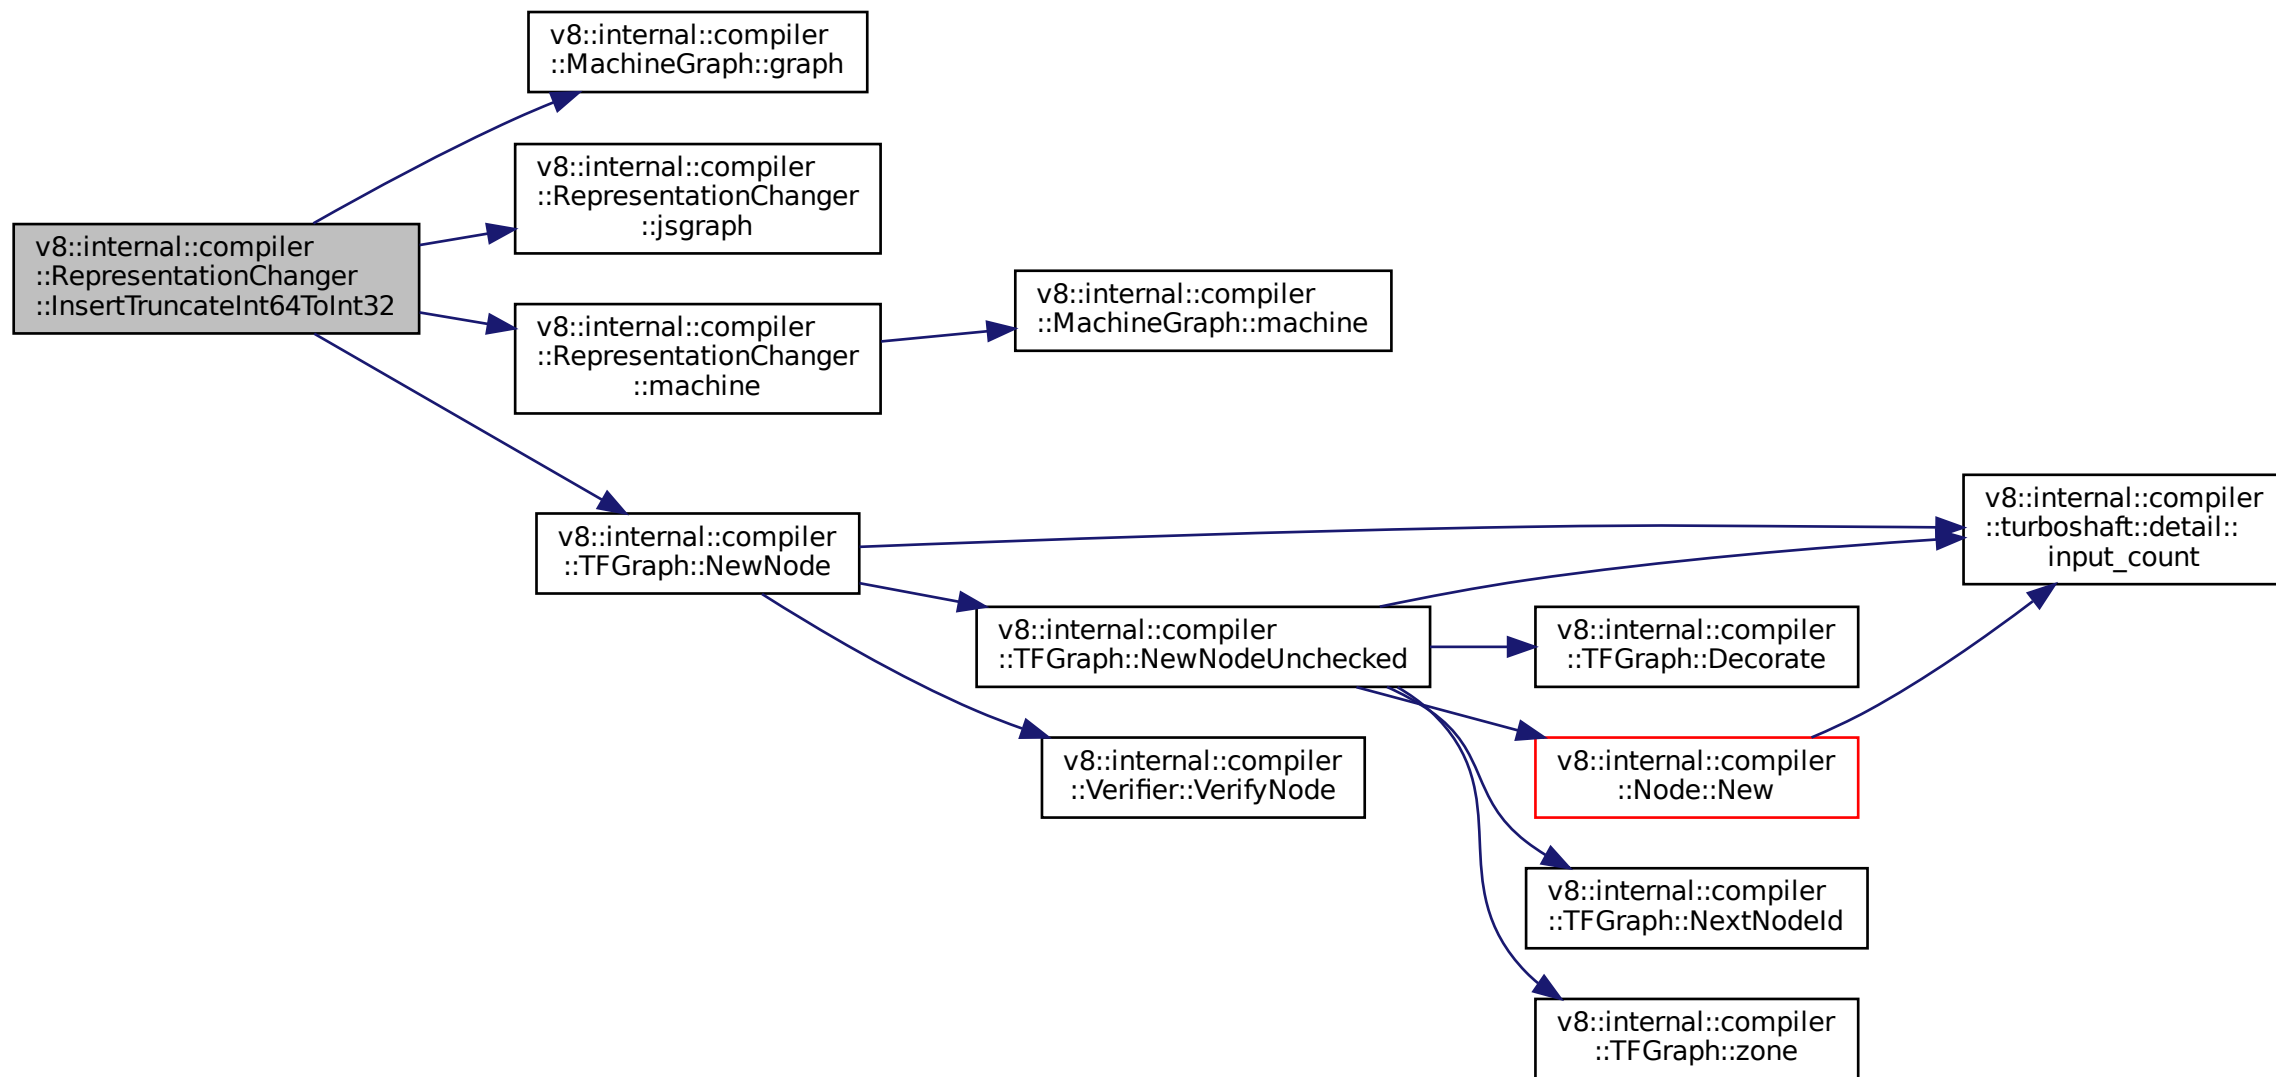 v8::internal::compiler
::MachineGraph::graph
v8::internal::compiler
::RepresentationChanger
::jsgraph
v8::internal::compiler
::RepresentationChanger
::InsertTruncateInt64ToInt32
v8::internal::compiler
::MachineGraph::machine
v8::internal::compiler
::RepresentationChanger
::machine
v8::internal::compiler
::turboshaft::detail::
input_count
v8::internal::compiler
::TFGraph::NewNode
v8::internal::compiler
::TFGraph::NewNodeUnchecked
v8::internal::compiler
::TFGraph::Decorate
v8::internal::compiler
::Verifier::VerifyNode
v8::internal::compiler
::Node::New
v8::internal::compiler
::TFGraph::NextNodeId
v8::internal::compiler
::TFGraph::zone